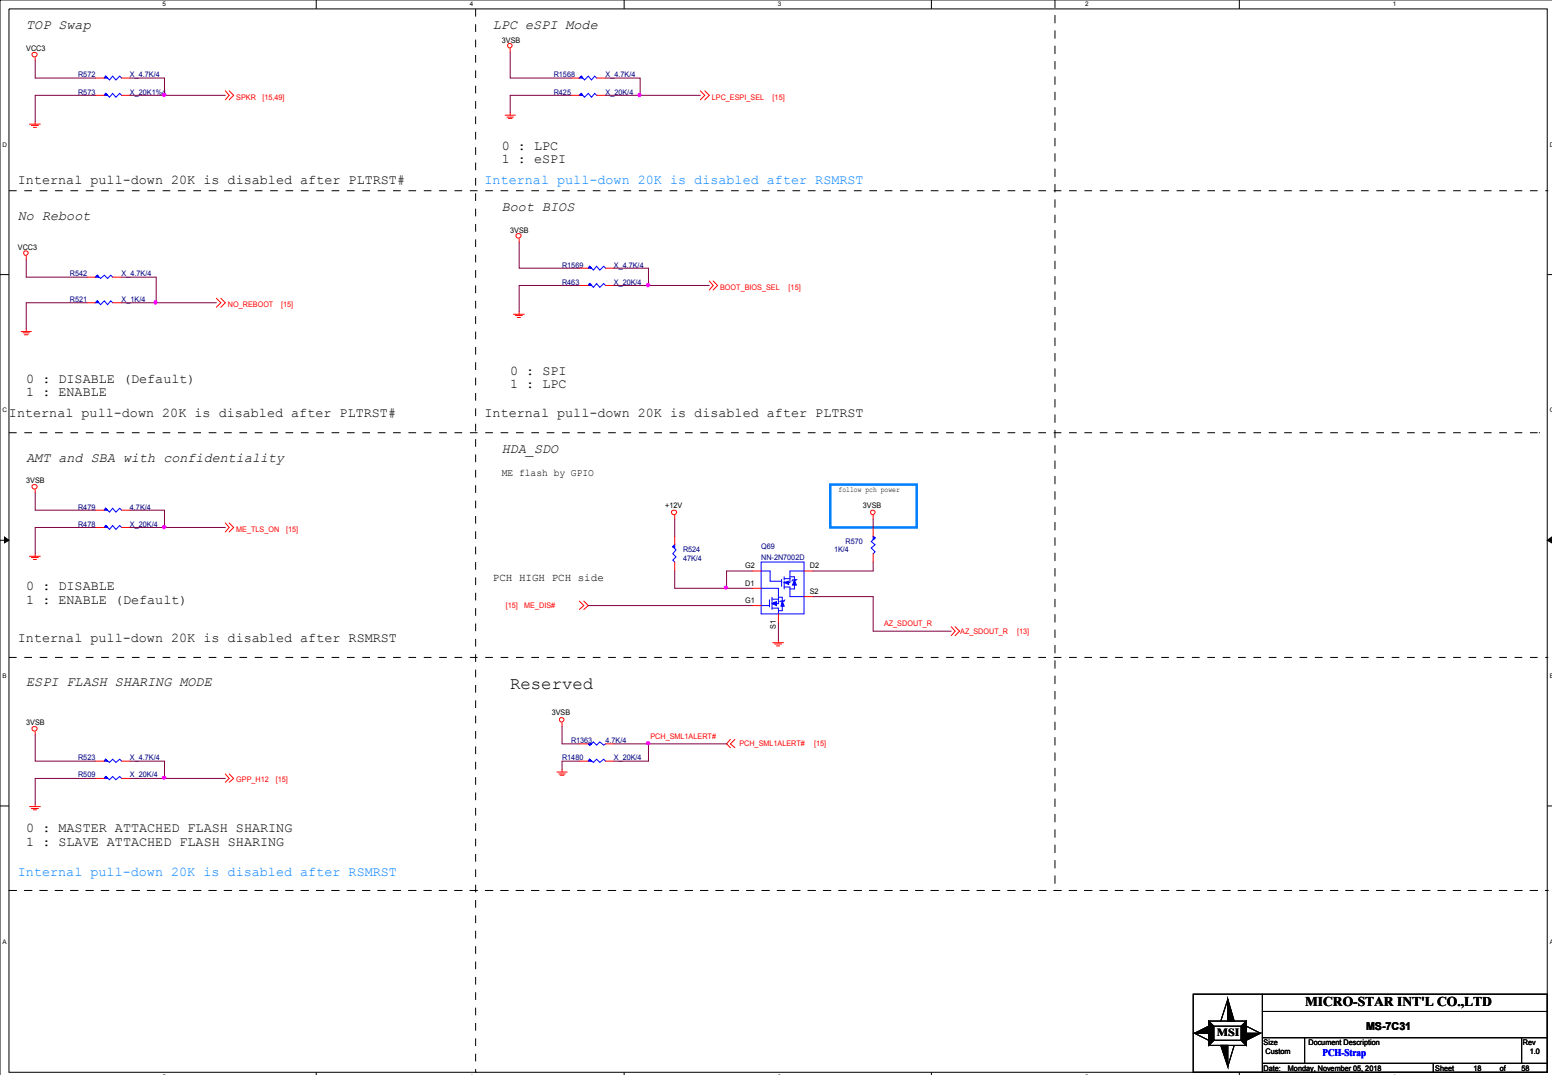 5 4 3 2 1
TOP Swap
VCC3
R572 X_4.7K/4
R573 X_20K1%
SPKR [15,49]
Internal pull-down 20K is disabled after PLTRST#
LPC eSPI Mode
3VSB
R1568 X_4.7K/4
R425 X_20K/4
LPC_ESPI_SEL [15]
0 : LPC
1 : eSPI
Internal pull-down 20K is disabled after RSMRST
D
No Reboot
VCC3
R542 X_4.7K/4
R521 X_1K/4
NO_REBOOT [15]
0 : DISABLE (Default)
1 : ENABLE
Internal pull-down 20K is disabled after PLTRST#
Boot BIOS
3VSB
R1569 X_4.7K/4
R463 X_20K/4
BOOT_BIOS_SEL [15]
0 : SPI
1 : LPC
Internal pull-down 20K is disabled after PLTRST
C
AMT and SBA with confidentiality
3VSB
R479 4.7K/4
R478 X_20K/4
ME_TLS_ON [15]
0 : DISABLE
1 : ENABLE (Default)
Internal pull-down 20K is disabled after RSMRST
HDA_SDO
ME flash by GPIO
follow pch power
3VSB
+12V
R524
47K/4
Q69
NN-2N7002D
R570
1K/4
G2
D2
D1
S2
G1
S1
PCH HIGH PCH side
[15] ME_DIS#
AZ_SDOUT_R
AZ_SDOUT_R [13]
B
ESPI FLASH SHARING MODE
3VSB
R523 X_4.7K/4
R509 X_20K/4
GPP_H12 [15]
0 : MASTER ATTACHED FLASH SHARING
1 : SLAVE ATTACHED FLASH SHARING
Internal pull-down 20K is disabled after RSMRST
Reserved
3VSB
R1363 4.7K/4
R1480 X_20K/4
PCH_SML1ALERT#
PCH_SML1ALERT# [15]
A
MSI
MICRO-STAR INT'L CO.,LTD
MS-7C31
Size
Custom
Document Description
PCH-Strap
Rev
1.0
Date: Monday, November 05, 2018
Sheet 18 of 58